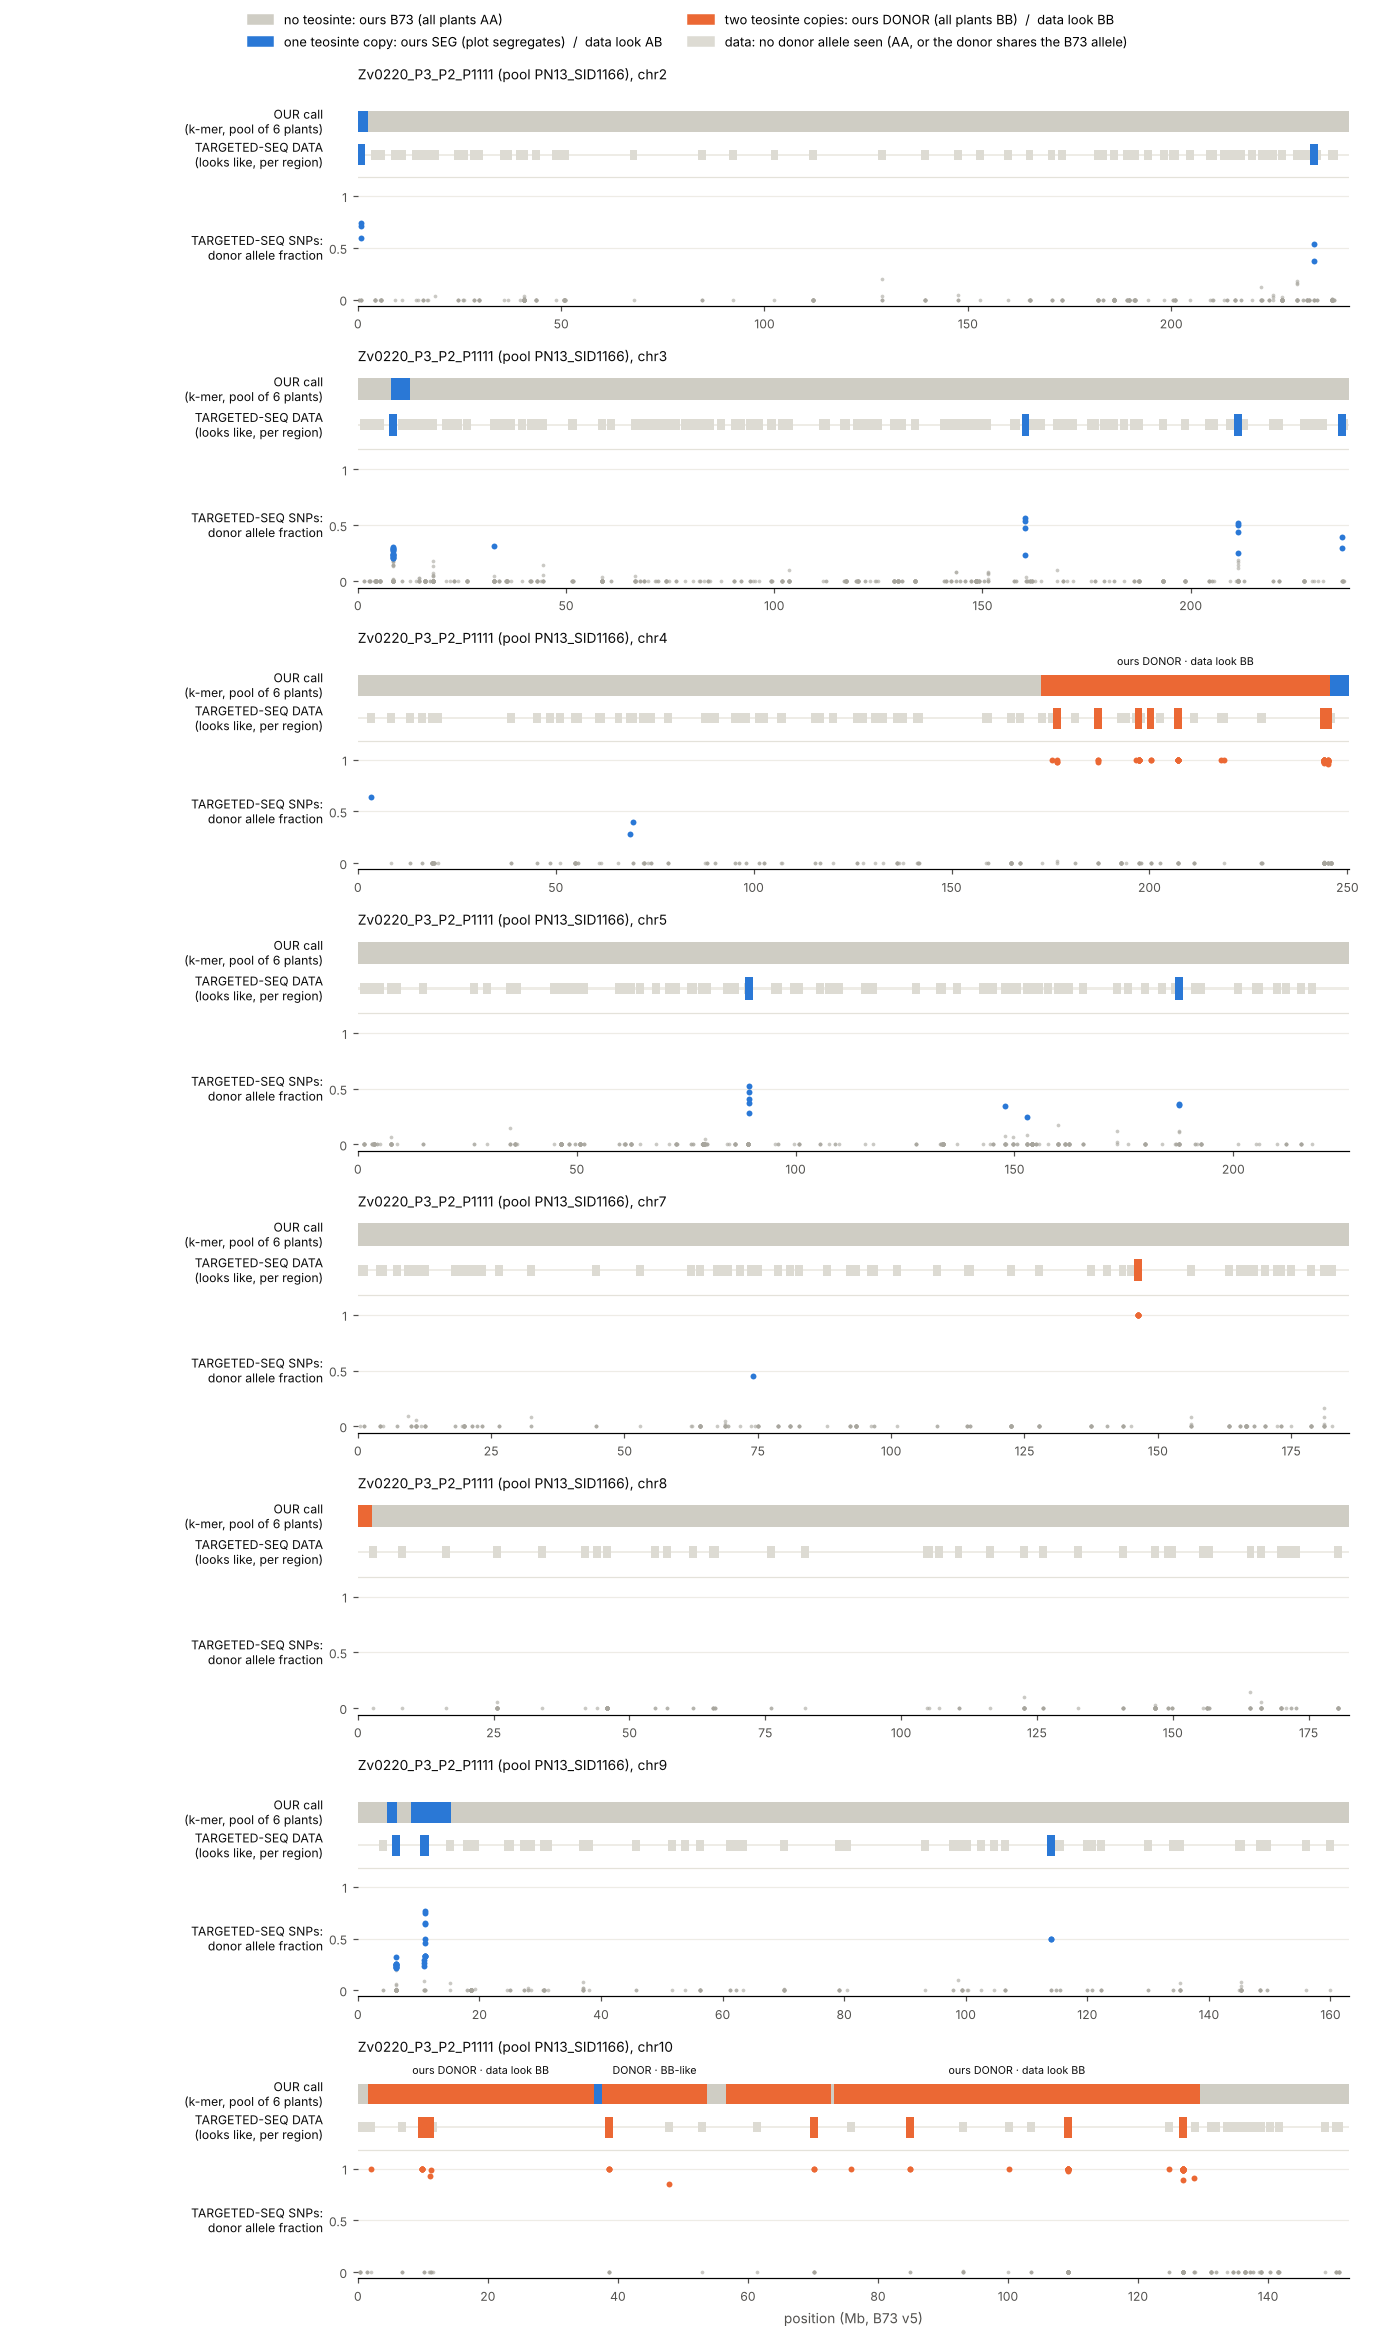 no teosinte: ours B73 (all plants AA)
two teosinte copies: ours DONOR (all plants BB)  /  data look BB
one teosinte copy: ours SEG (plot segregates)  /  data look AB
data: no donor allele seen (AA, or the donor shares the B73 allele)
Zv0220_P3_P2_P1111 (pool PN13_SID1166), chr2
OUR call
(k-mer, pool of 6 plants)
TARGETED-SEQ DATA
(looks like, per region)
1
TARGETED-SEQ SNPs:
donor allele fraction
0.5
0
0 50 100 150 200
Zv0220_P3_P2_P1111 (pool PN13_SID1166), chr3
OUR call
(k-mer, pool of 6 plants)
TARGETED-SEQ DATA
(looks like, per region)
1
TARGETED-SEQ SNPs:
donor allele fraction
0.5
0
0 50 100 150 200
Zv0220_P3_P2_P1111 (pool PN13_SID1166), chr4
ours DONOR · data look BB
OUR call
(k-mer, pool of 6 plants)
TARGETED-SEQ DATA
(looks like, per region)
1
TARGETED-SEQ SNPs:
donor allele fraction
0.5
0
0 50 100 150 200 250
Zv0220_P3_P2_P1111 (pool PN13_SID1166), chr5
OUR call
(k-mer, pool of 6 plants)
TARGETED-SEQ DATA
(looks like, per region)
1
TARGETED-SEQ SNPs:
donor allele fraction
0.5
0
0 50 100 150 200
Zv0220_P3_P2_P1111 (pool PN13_SID1166), chr7
OUR call
(k-mer, pool of 6 plants)
TARGETED-SEQ DATA
(looks like, per region)
1
TARGETED-SEQ SNPs:
donor allele fraction
0.5
0
0 25 50 75 100 125 150 175
Zv0220_P3_P2_P1111 (pool PN13_SID1166), chr8
OUR call
(k-mer, pool of 6 plants)
TARGETED-SEQ DATA
(looks like, per region)
1
TARGETED-SEQ SNPs:
donor allele fraction
0.5
0
0 25 50 75 100 125 150 175
Zv0220_P3_P2_P1111 (pool PN13_SID1166), chr9
OUR call
(k-mer, pool of 6 plants)
TARGETED-SEQ DATA
(looks like, per region)
1
TARGETED-SEQ SNPs:
donor allele fraction
0.5
0
0 20 40 60 80 100 120 140 160
Zv0220_P3_P2_P1111 (pool PN13_SID1166), chr10
ours DONOR · data look BB DONOR · BB-like ours DONOR · data look BB
OUR call
(k-mer, pool of 6 plants)
TARGETED-SEQ DATA
(looks like, per region)
1
TARGETED-SEQ SNPs:
donor allele fraction
0.5
0
0 20 40 60 80 100 120 140
position (Mb, B73 v5)